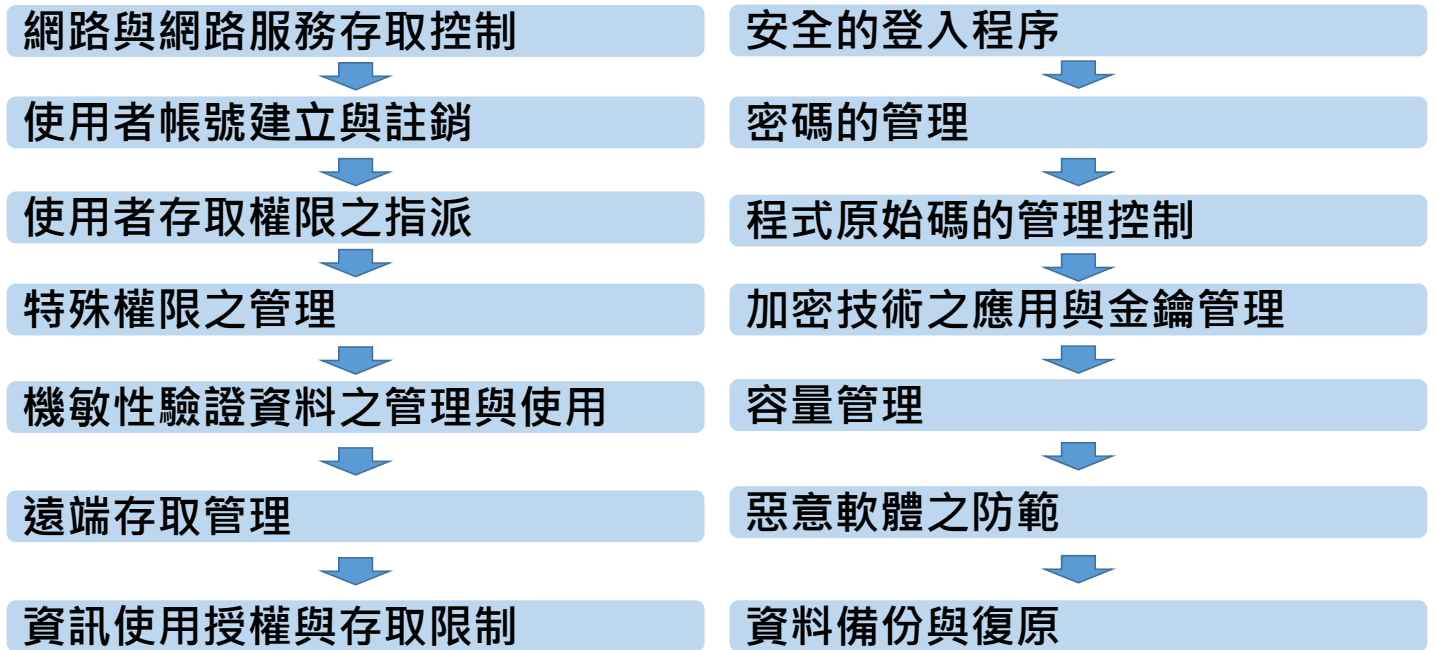 網路與網路服務存取控制
使用者帳號建立與註銷
使用者存取權限之指派
特殊權限之管理
機敏性驗證資料之管理與使用
遠端存取管理
資訊使用授權與存取限制
安全的登入程序
密碼的管理
程式原始碼的管理控制
加密技術之應用與金鑰管理
容量管理
惡意軟體之防範
資料備份與復原